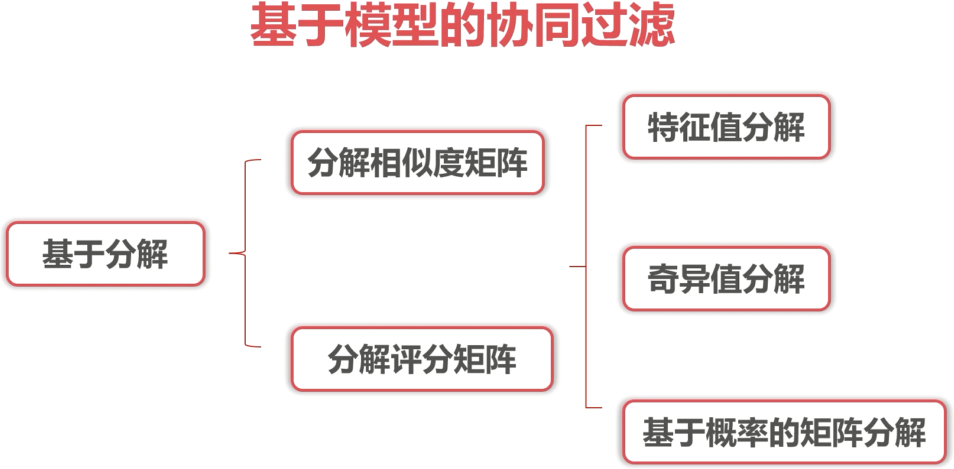 基于模型的协同过滤
基于分解
分解相似度矩阵
分解评分矩阵
特征值分解
奇异值分解
基于概率的矩阵分解